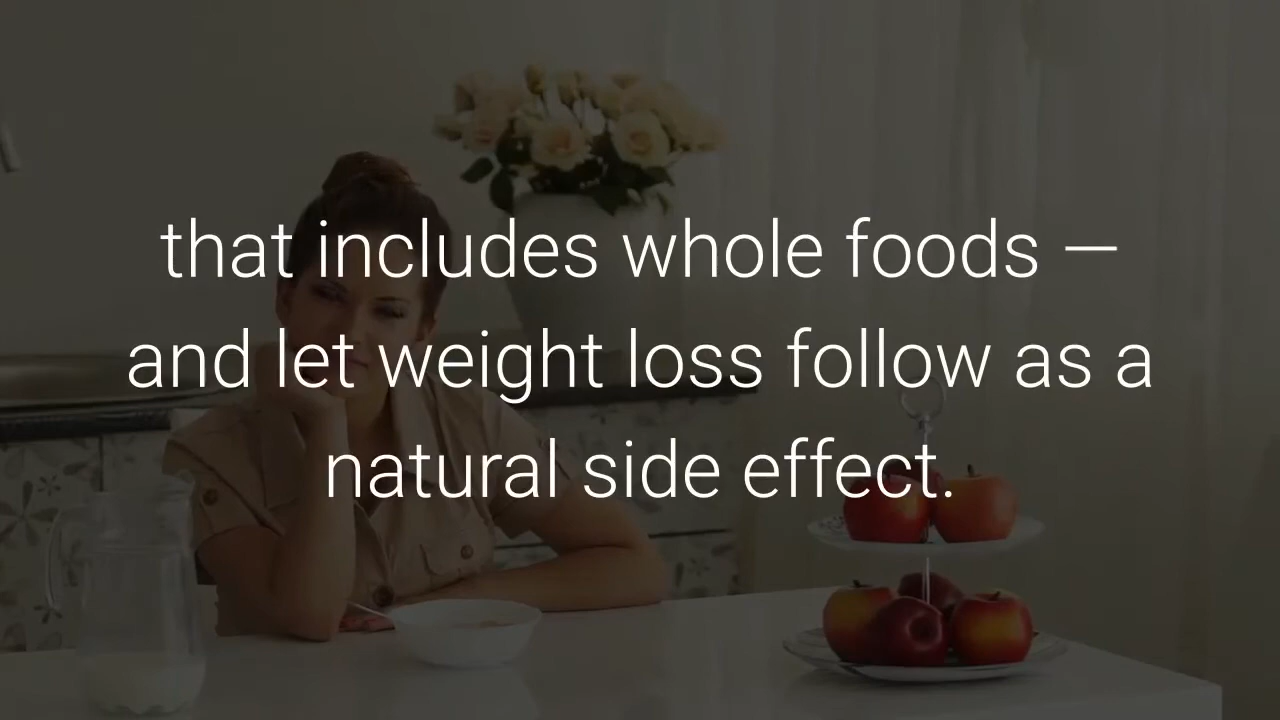 that includes whole foods —
and let weight loss follow as a
natural side effect.